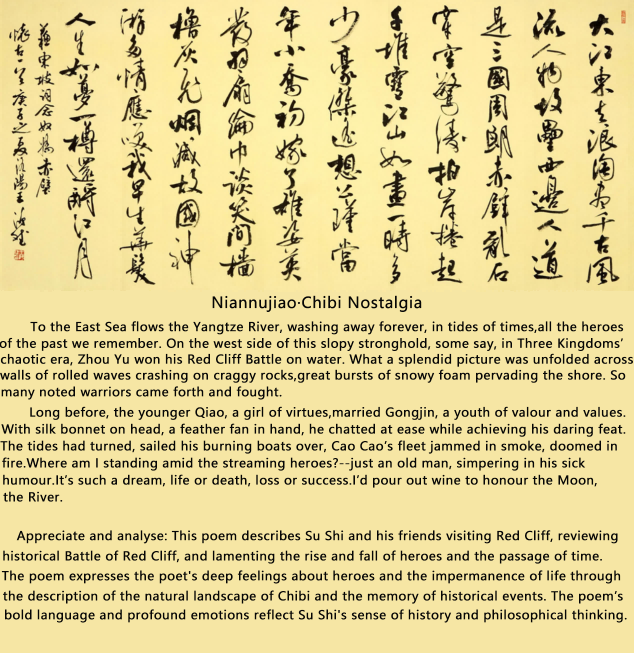 大江東去浪淘盡千古風
流人物故壘西邊人道
是三國周郎赤壁亂石
穿空驚濤拍岸捲起
千堆雪江山如畫一時多
少豪傑遙想公瑾當
年小喬初嫁了雄姿英
發羽扇綸巾談笑間檣
櫓灰飛烟滅故國神
遊多情應笑我早生華髮
人生如夢一樽還酹江月
蘇東坡詞念奴嬌赤壁
懷古一首庚子之夏
Niannujiao·Chibi Nostalgia
To the East Sea flows the Yangtze River, washing away forever, in tides of times,all the heroes
of the past we remember. On the west side of this slopy stronghold, some say, in Three Kingdoms’
chaotic era, Zhou Yu won his Red Cliff Battle on water. What a splendid picture was unfolded across
walls of rolled waves crashing on craggy rocks,great bursts of snowy foam pervading the shore. So
many noted warriors came forth and fought.
Long before, the younger Qiao, a girl of virtues,married Gongjin, a youth of valour and values.
With silk bonnet on head, a feather fan in hand, he chatted at ease while achieving his daring feat.
The tides had turned, sailed his burning boats over, Cao Cao’s fleet jammed in smoke, doomed in
fire.Where am I standing amid the streaming heroes?--just an old man, simpering in his sick
humour.It’s such a dream, life or death, loss or success.I’d pour out wine to honour the Moon,
the River.
Appreciate and analyse: This poem describes Su Shi and his friends visiting Red Cliff, reviewing
historical Battle of Red Cliff, and lamenting the rise and fall of heroes and the passage of time.
The poem expresses the poet's deep feelings about heroes and the impermanence of life through
the description of the natural landscape of Chibi and the memory of historical events. The poem’s
bold language and profound emotions reflect Su Shi's sense of history and philosophical thinking.